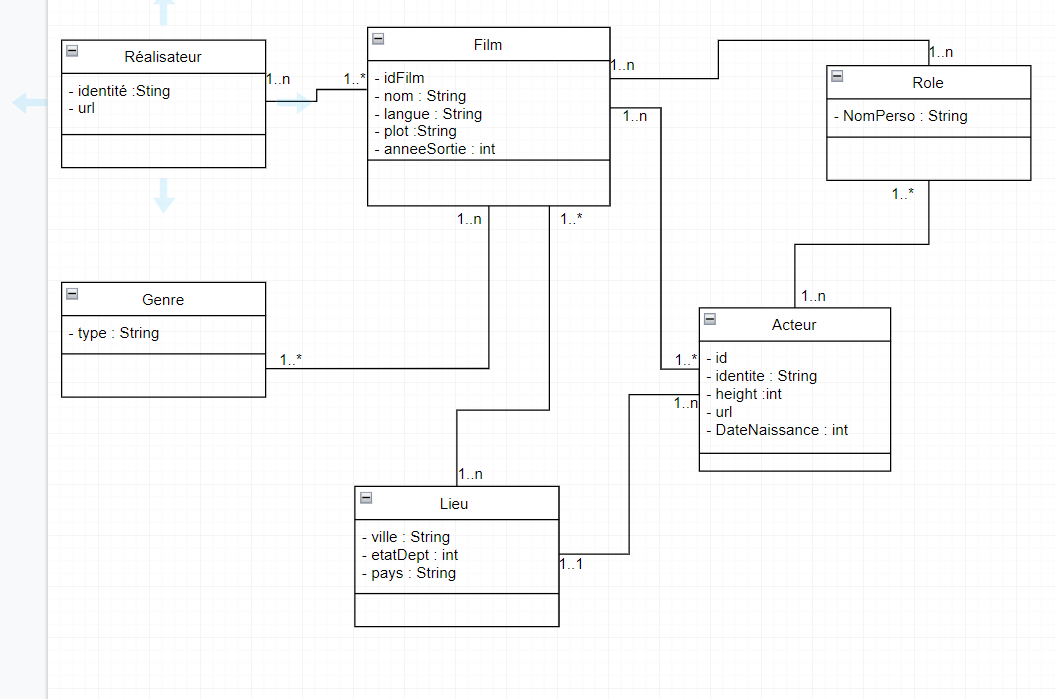 Réalisateur
- identité :Sting
- url
1..n
1..*
Film
- idFilm
- nom : String
- langue : String
- plot :String
- anneeSortie : int
1..n
1..n
1..n
Role
- NomPerso : String
1..*
1..n
1..*
Genre
- type : String
1..*
1..n
Acteur
- id
- identite : String
- height :int
- url
- DateNaissance : int
1..*
1..n
1..n
Lieu
- ville : String
- etatDept : int
- pays : String
1..1